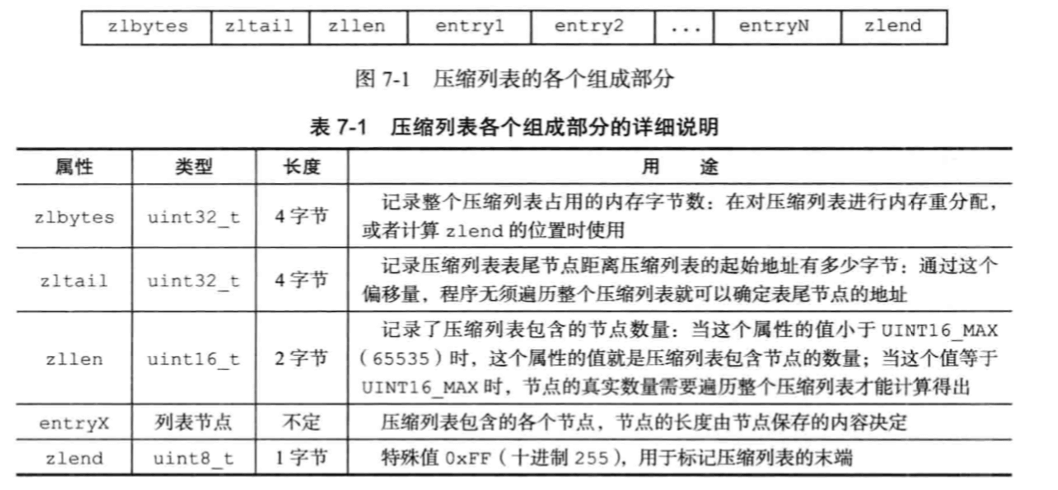 zlbytes zltail zllen entry1 entry2 ... entryN zlend
图 7-1 压缩列表的各个组成部分
表 7-1 压缩列表各个组成部分的详细说明
属性 类型 长度 用 途
zlbytes uint32_t 4 字节 记录整个压缩列表占用的内存字节数：在对压缩列表进行内存重分配，
或者计算 zlend 的位置时使用
zltail uint32_t 4 字节 记录压缩列表表尾节点距离压缩列表的起始地址有多少字节：通过这个
偏移量，程序无须遍历整个压缩列表就可以确定表尾节点的地址
zllen uint16_t 2 字节 记录了压缩列表包含的节点数量：当这个属性的值小于 UINT16_MAX
（65535）时，这个属性的值就是压缩列表包含节点的数量；当这个值等于
UINT16_MAX 时，节点的真实数量需要遍历整个压缩列表才能计算得出
entryX 列表节点 不定 压缩列表包含的各个节点，节点的长度由节点保存的内容决定
zlend uint8_t 1 字节 特殊值 0xFF（十进制 255），用于标记压缩列表的末端